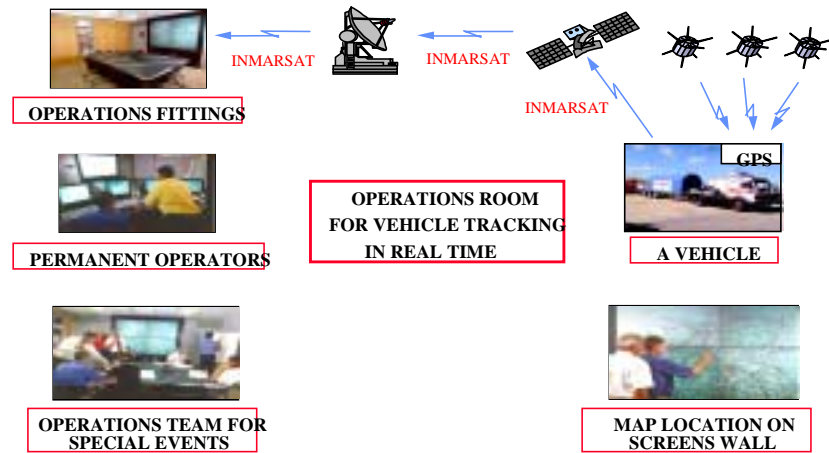 INMARSAT
INMARSAT
INMARSAT
OPERATIONS FITTINGS
GPS
PERMANENT OPERATORS
OPERATIONS ROOM
FOR VEHICLE TRACKING
IN REAL TIME
A VEHICLE
OPERATIONS TEAM FOR
SPECIAL EVENTS
MAP LOCATION ON
SCREENS WALL